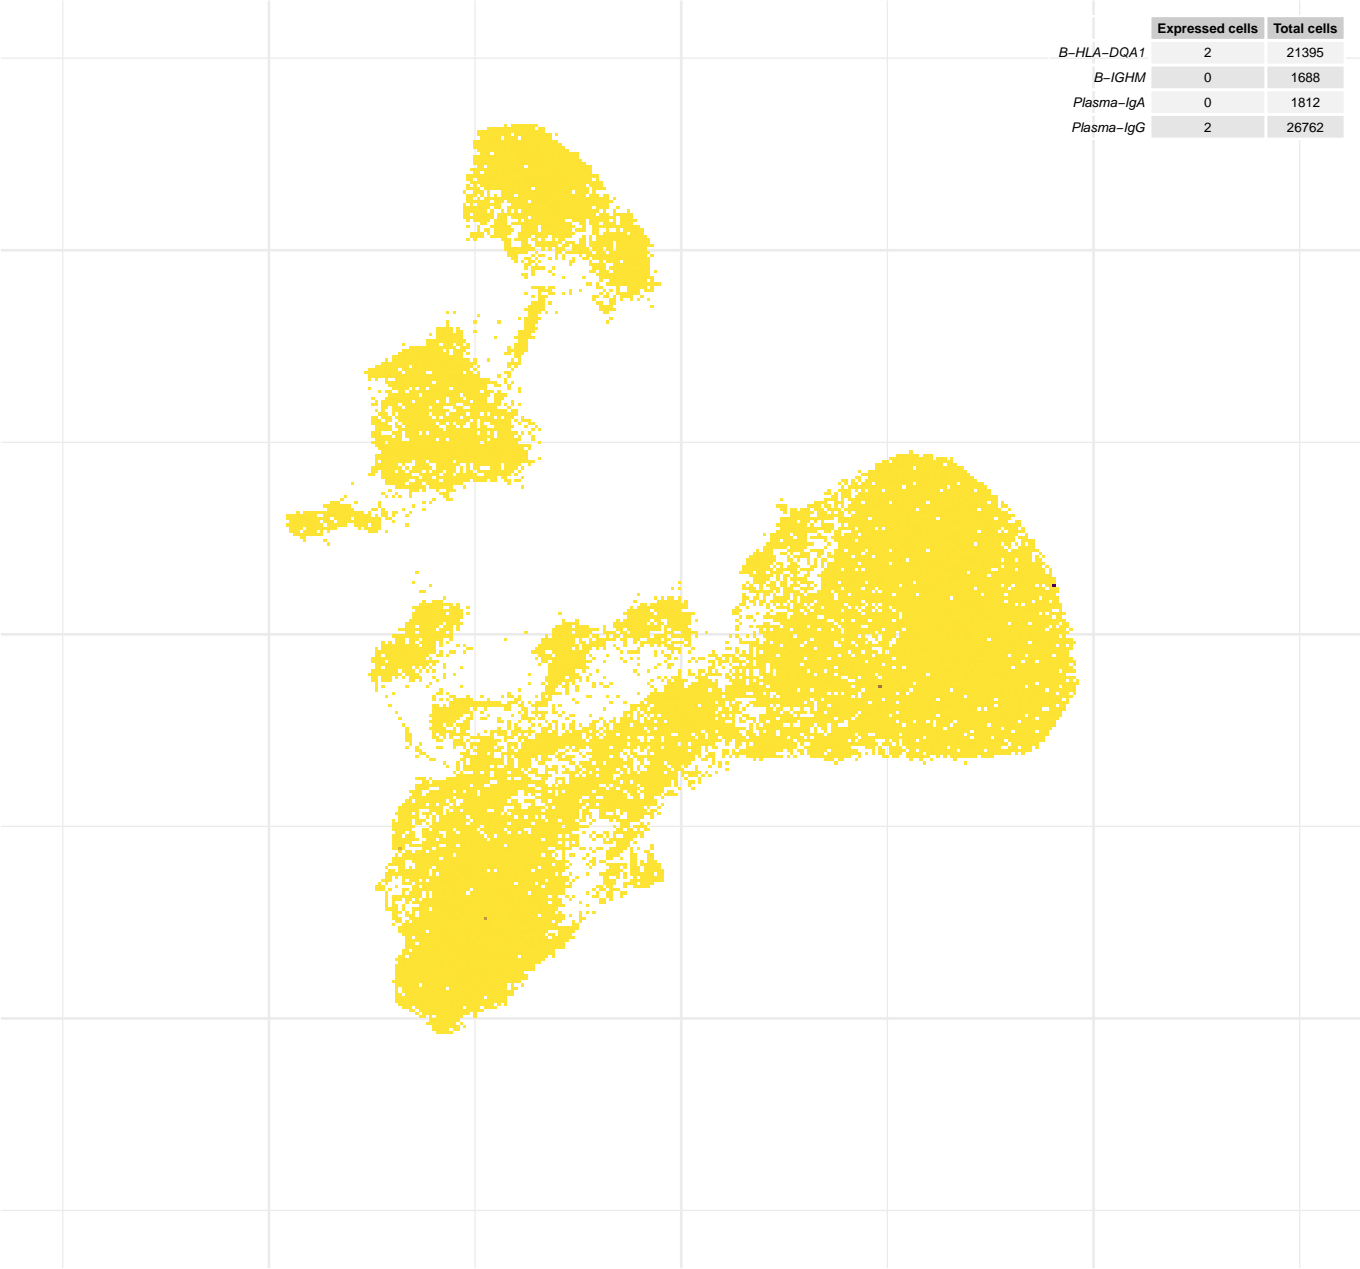 Expressed cells Total cells
B−HLA−DQA1 2 21395
B−IGHM 0 1688
Plasma−IgA 0 1812
Plasma−IgG 2 26762